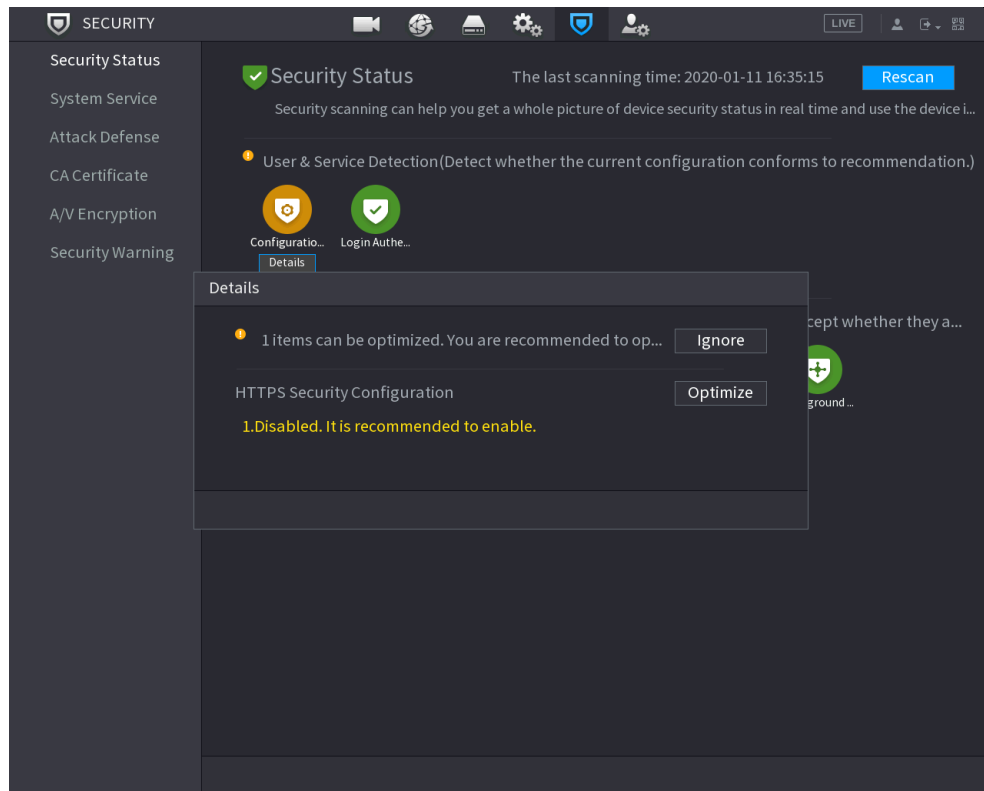 SECURITY
LIVE
Security Status
System Service
Attack Defense
CA Certificate
A/V Encryption
Security Warning
Security Status
The last scanning time: 2020-01-11 16:35:15
Rescan
Security scanning can help you get a whole picture of device security status in real time and use the device i...
User & Service Detection(Detect whether the current configuration conforms to recommendation.)
Configuratio...
Login Authe...
Details
Details
cept whether they a...
1 items can be optimized. You are recommended to op...
Ignore
HTTPS Security Configuration
Optimize
ground ...
1.Disabled. It is recommended to enable.